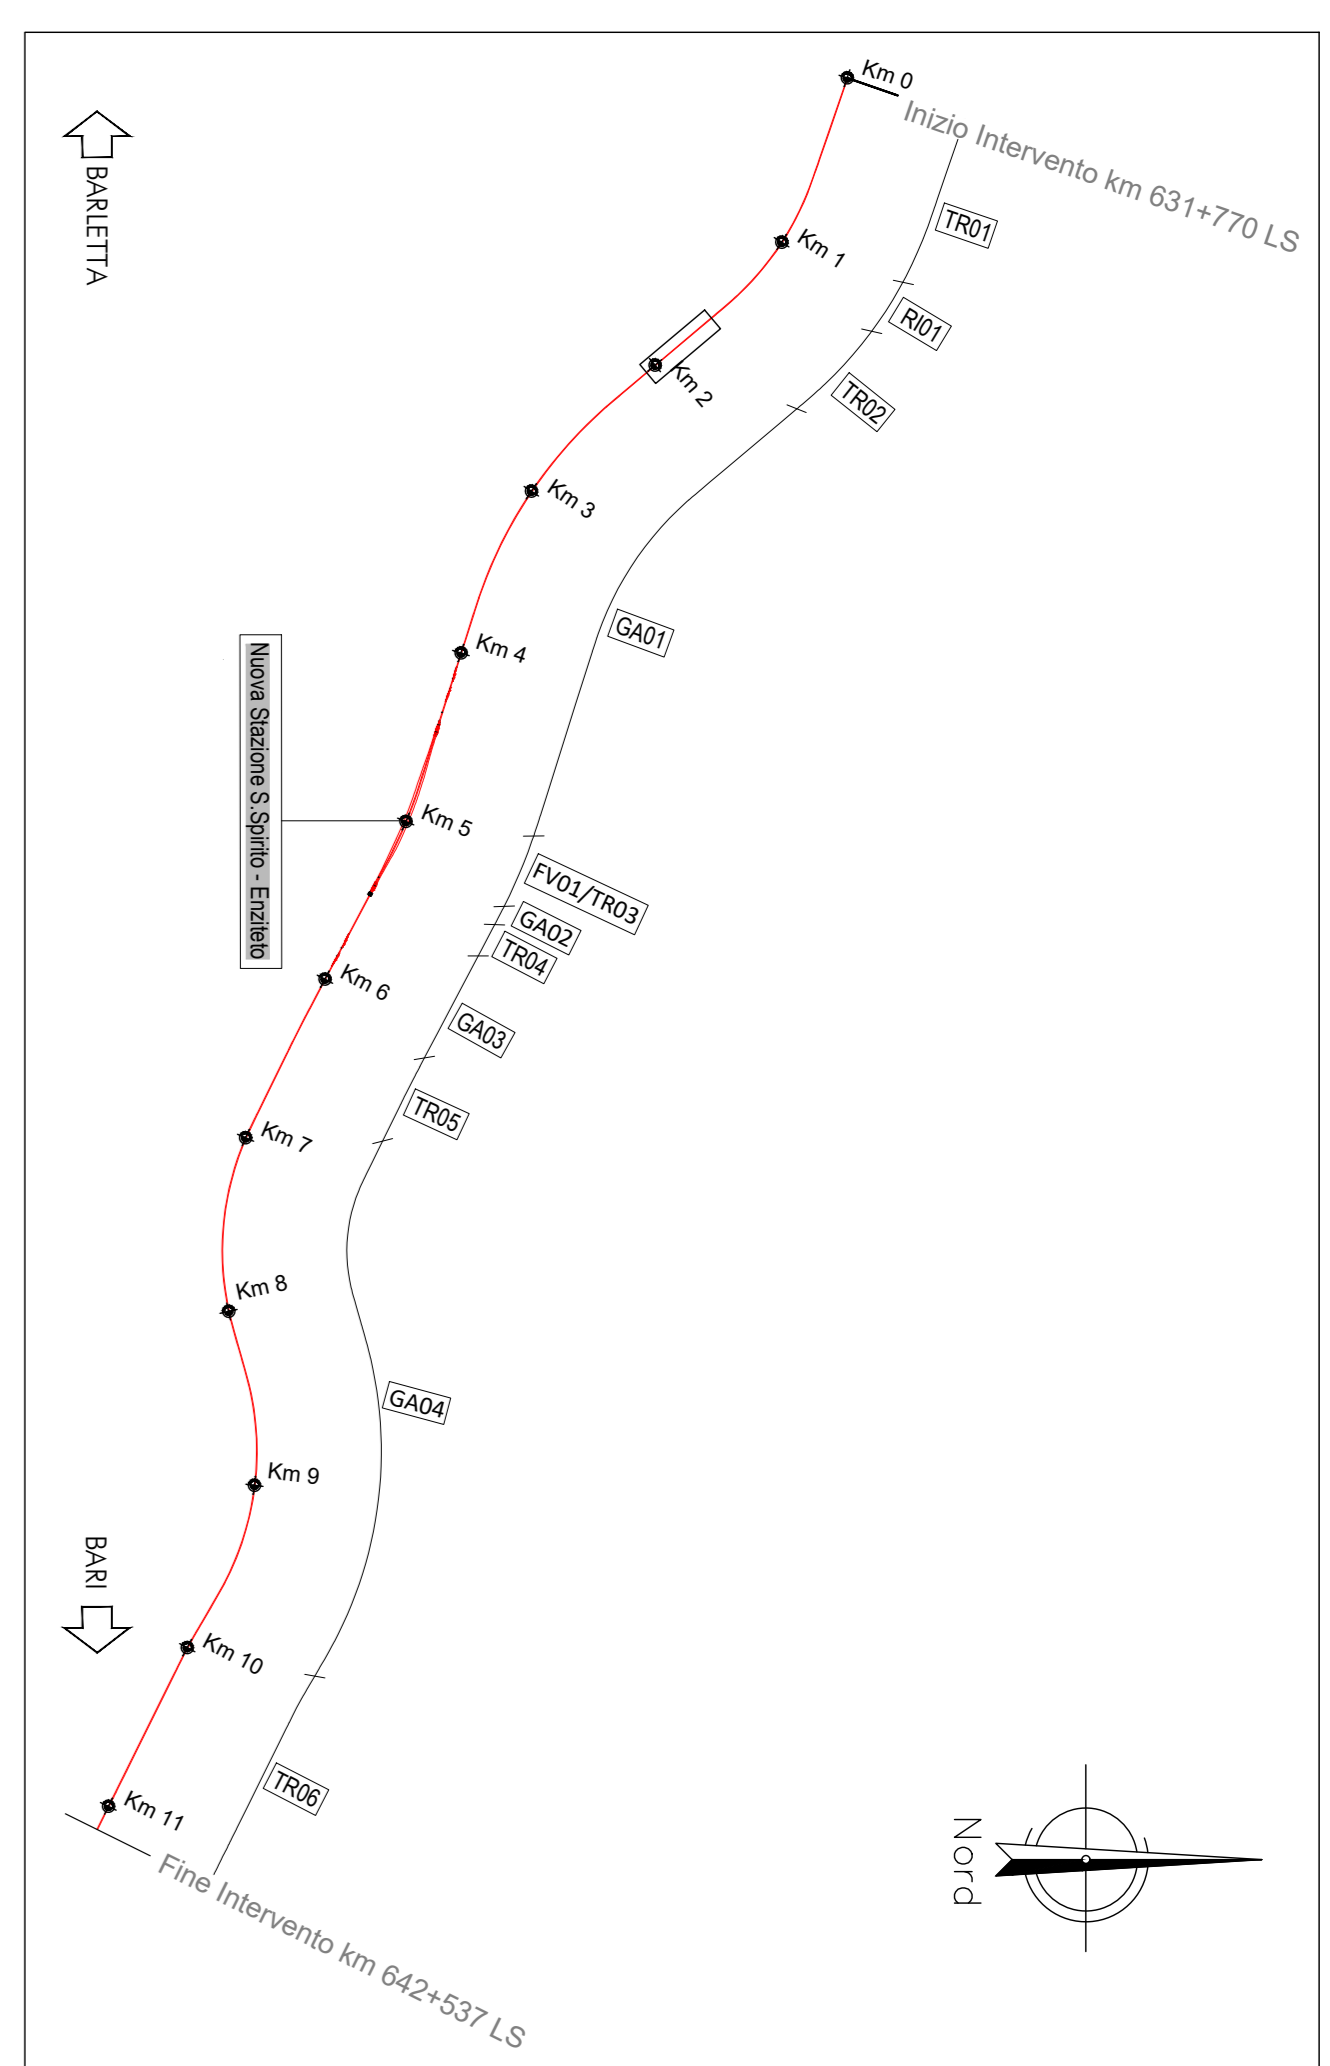 Km 0
Inizio Intervento km 631+770 LS
BARLETTA
TR01
Km 1
RI01
Km 2
TR02
Km 3
GA01
Km 4
Nuova Stazione S.Spirito - Enziteto
Km 5
FV01/TR03
GA02
TR04
Km 6
GA03
TR05
Km 7
Km 8
GA04
Km 9
BARI
Km 10
TR06
Km 11
Fine Intervento km 642+537 LS
Nord